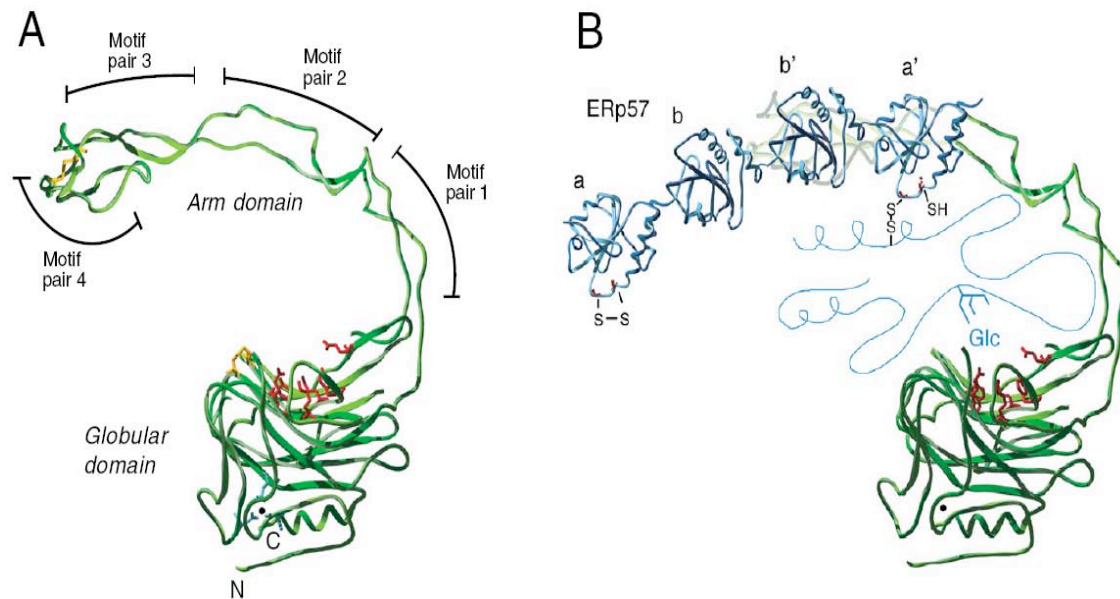 A
Motif
pair 3
Motif
pair 2
Motif
pair 1
Arm domain
Motif
pair 4
Globular
domain
C
N
B
ERp57
a
b
b'
a'
S–S
S
S
SH
Glc